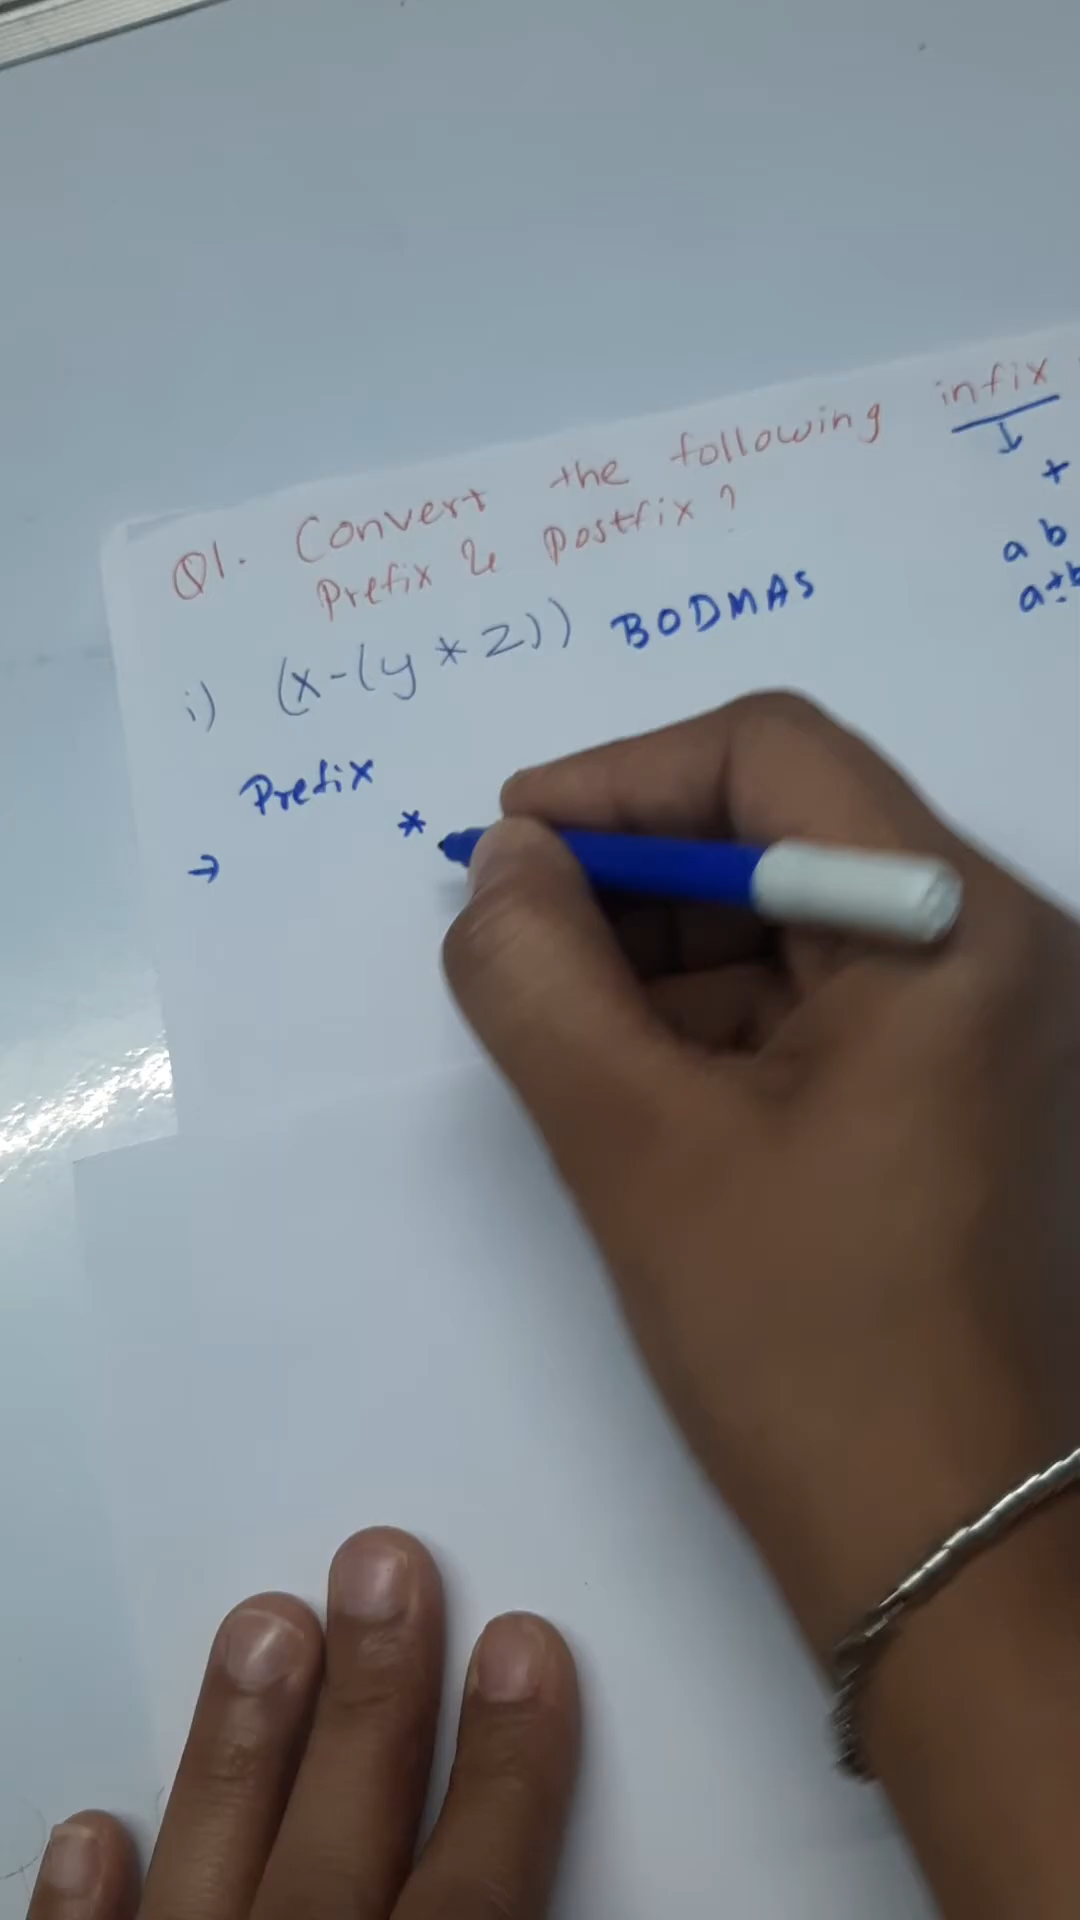 Q1. Convert the following infix
Prefix & Postfix?
i) (x-(y*z)) BODMAS
+
a b
a+b
Prefix
→ *